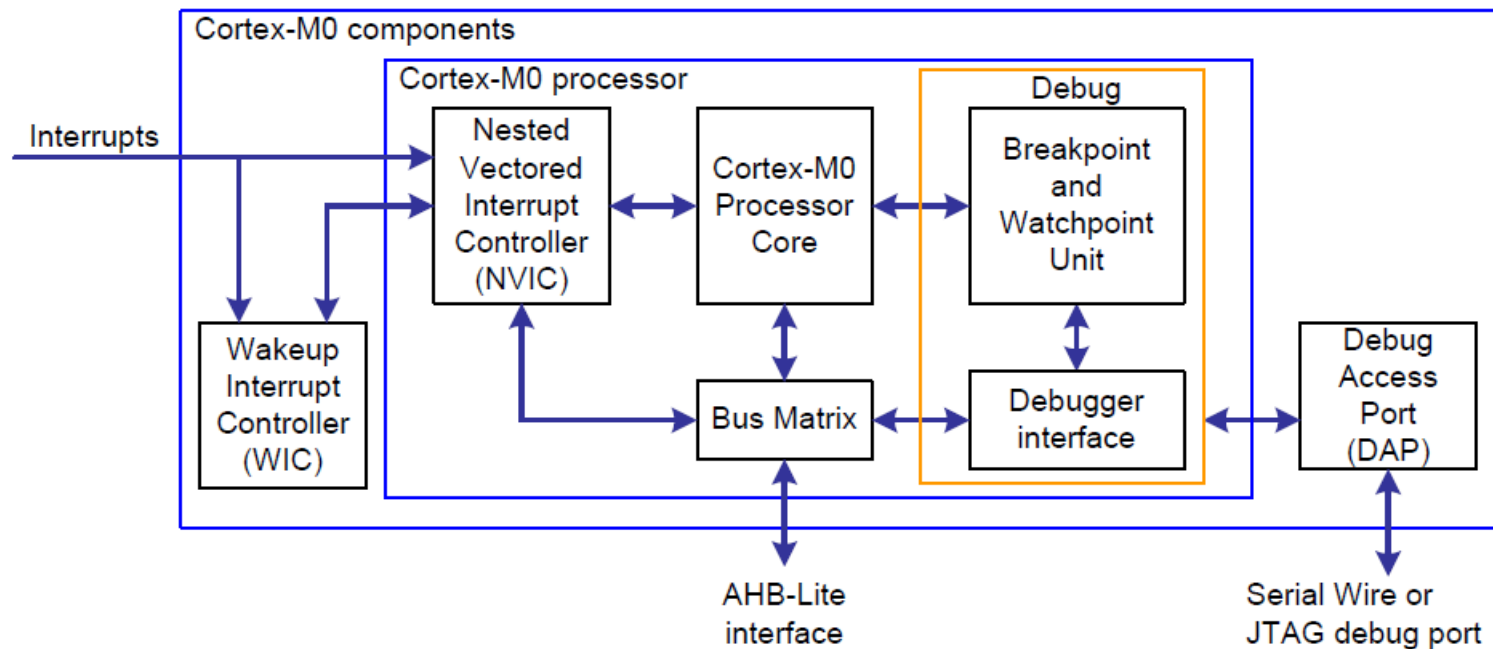 Cortex-M0 components
Cortex-M0 processor
Debug
Interrupts
Nested
Vectored
Interrupt
Controller
(NVIC)
Cortex-M0
Processor
Core
Breakpoint
and
Watchpoint
Unit
Wakeup
Interrupt
Controller
(WIC)
Bus Matrix
Debugger
interface
Debug
Access
Port
(DAP)
AHB-Lite
interface
Serial Wire or
JTAG debug port